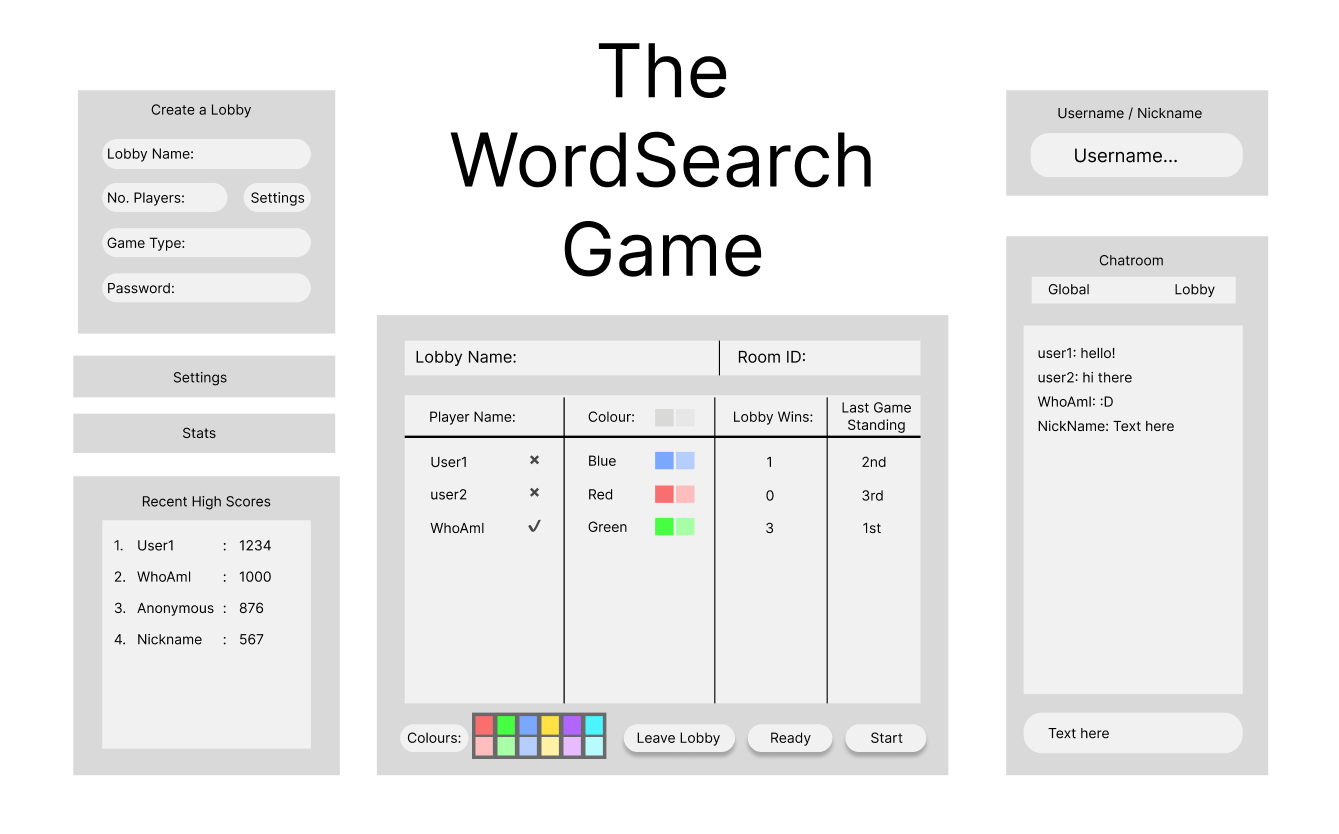 The
WordSearch
Game
Create a Lobby
Lobby Name:
No. Players: Settings
Game Type:
Password:
Settings
Stats
Recent High Scores
1. User1 : 1234
2. WhoAmI : 1000
3. Anonymous : 876
4. Nickname : 567
Lobby Name: Room ID:
Player Name: Colour: Lobby Wins: Last Game
Standing
User1 Blue 1 2nd
user2 Red 0 3rd
WhoAmI Green 3 1st
Colours: Leave Lobby Ready Start
Username / Nickname
Username...
Chatroom
Global Lobby
user1: hello!
user2: hi there
WhoAmI: :D
NickName: Text here
Text here